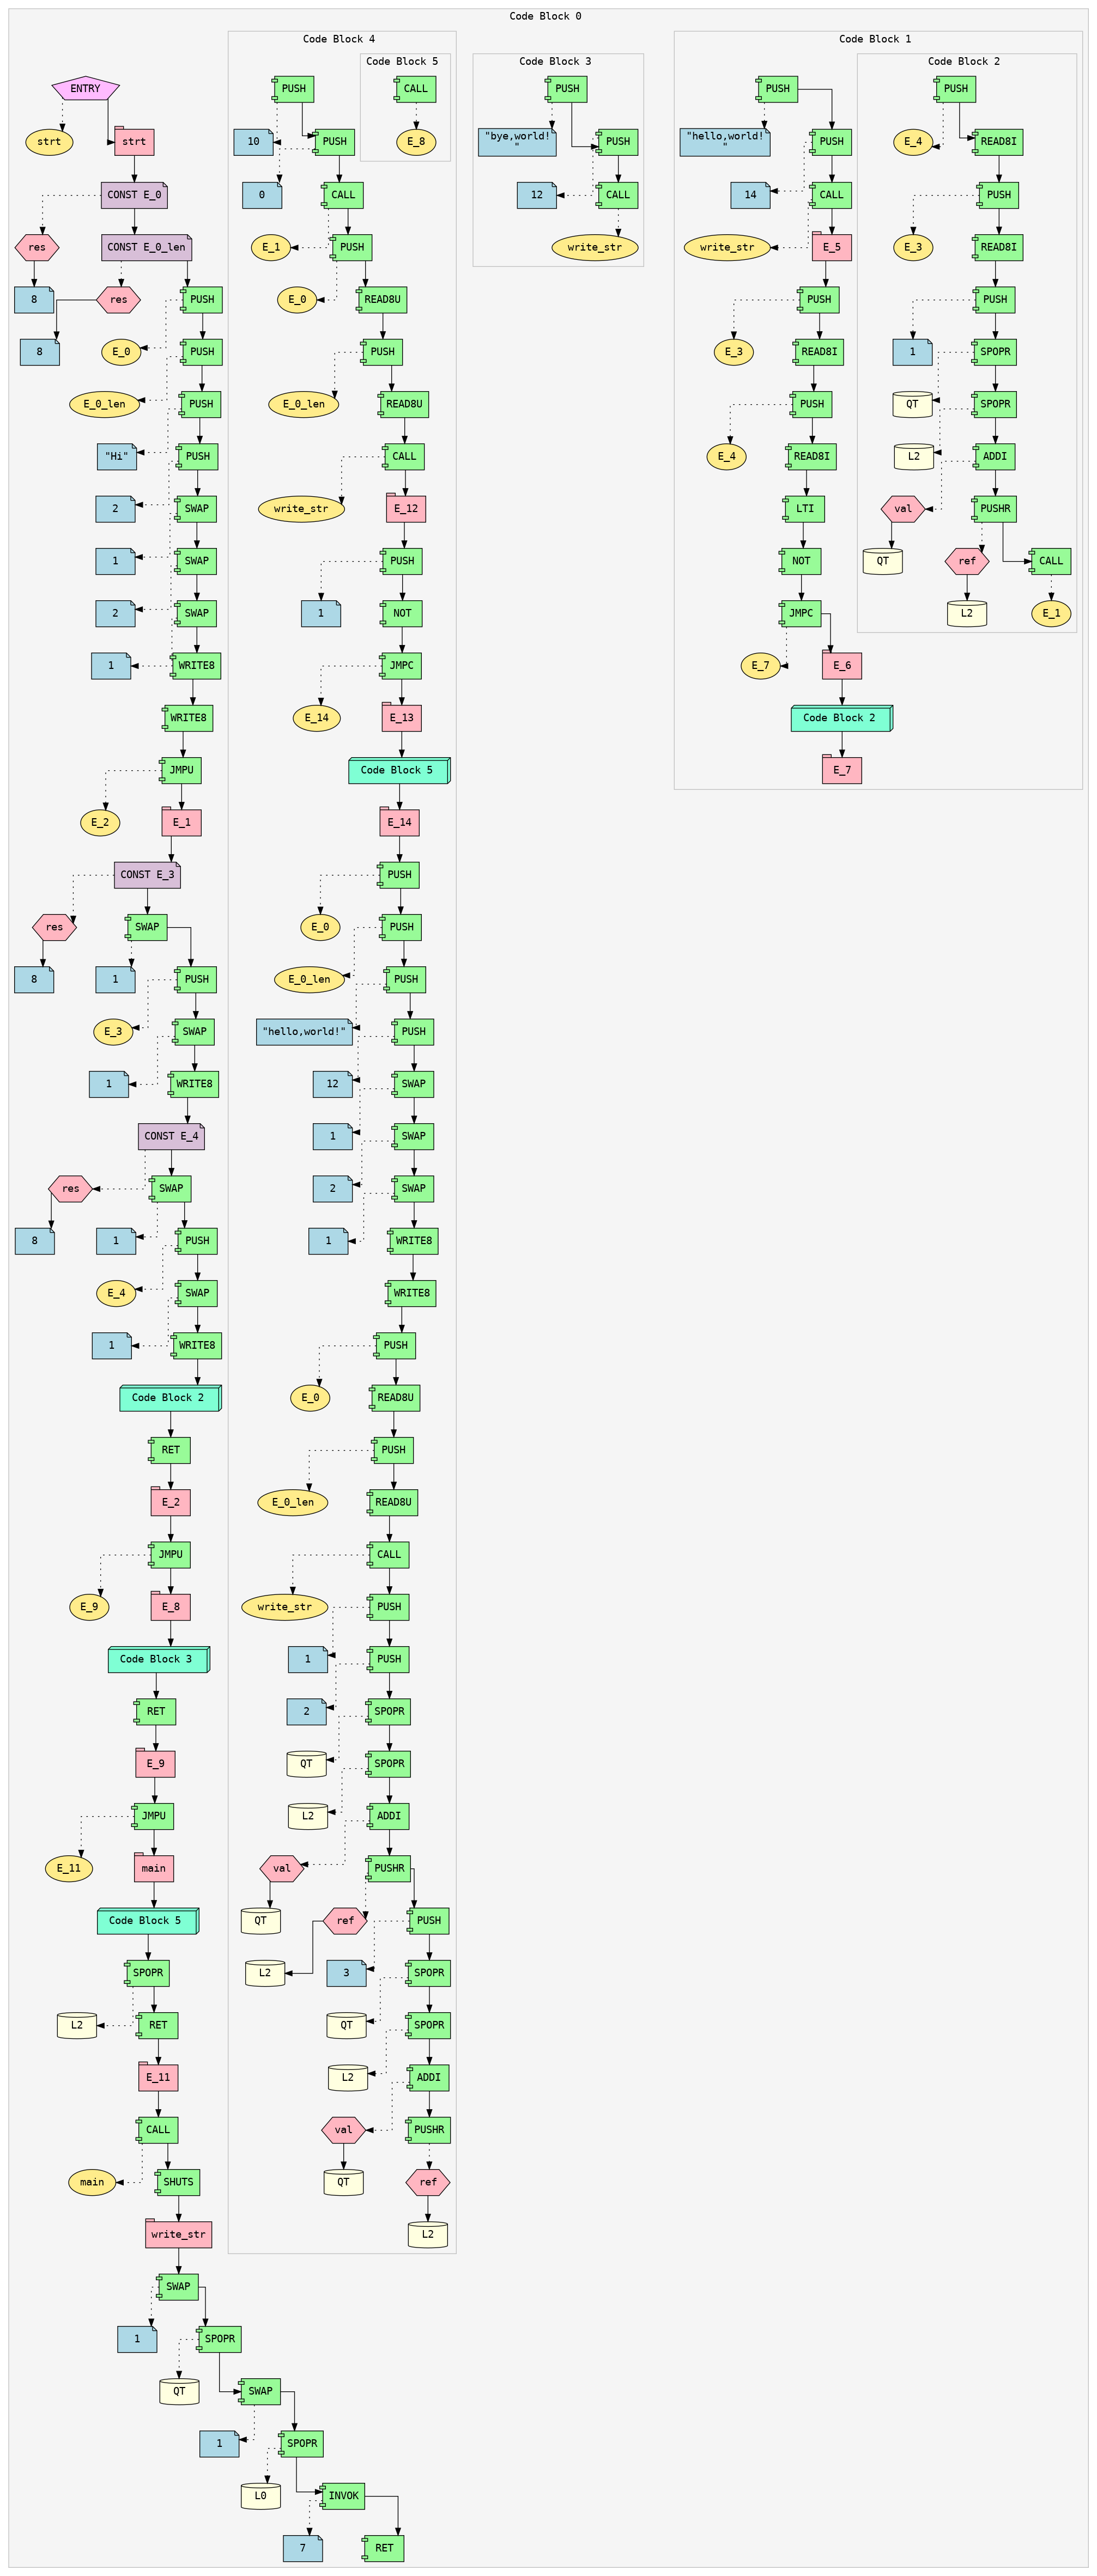 Code Block 0
ENTRY
strt
strt
CONST E_0
res
CONST E_0_len
8
res
PUSH
8
E_0
PUSH
E_0_len
PUSH
"Hi"
PUSH
2
SWAP
1
SWAP
2
SWAP
1
WRITE8
WRITE8
JMPU
E_2
E_1
CONST E_3
res
SWAP
8
1
PUSH
E_3
SWAP
1
WRITE8
CONST E_4
res
SWAP
8
1
PUSH
E_4
SWAP
1
WRITE8
Code Block 2
RET
E_2
JMPU
E_9
E_8
Code Block 3
RET
E_9
JMPU
E_11
main
Code Block 5
SPOPR
L2
RET
E_11
CALL
main
SHUTS
write_str
SWAP
1
SPOPR
QT
SWAP
1
SPOPR
L0
INVOK
7
RET
Code Block 4
PUSH
10
PUSH
0
CALL
E_1
PUSH
E_0
READ8U
PUSH
E_0_len
READ8U
CALL
write_str
E_12
PUSH
1
NOT
JMPC
E_14
E_13
Code Block 5
E_14
PUSH
E_0
PUSH
E_0_len
PUSH
"hello,world!"
PUSH
12
SWAP
1
SWAP
2
SWAP
1
WRITE8
WRITE8
PUSH
E_0
READ8U
PUSH
E_0_len
READ8U
CALL
write_str
PUSH
1
PUSH
2
SPOPR
QT
SPOPR
L2
ADDI
val
PUSHR
QT
ref
PUSH
L2
3
SPOPR
QT
SPOPR
L2
ADDI
val
PUSHR
QT
ref
L2
Code Block 5
CALL
E_8
Code Block 3
PUSH
"bye,world!
"
PUSH
12
CALL
write_str
Code Block 1
PUSH
"hello,world!
"
PUSH
14
CALL
write_str
E_5
PUSH
E_3
READ8I
PUSH
E_4
READ8I
LTI
NOT
JMPC
E_7
E_6
Code Block 2
E_7
Code Block 2
PUSH
E_4
READ8I
PUSH
E_3
READ8I
PUSH
1
SPOPR
QT
SPOPR
L2
ADDI
val
PUSHR
QT
ref
CALL
L2
E_1